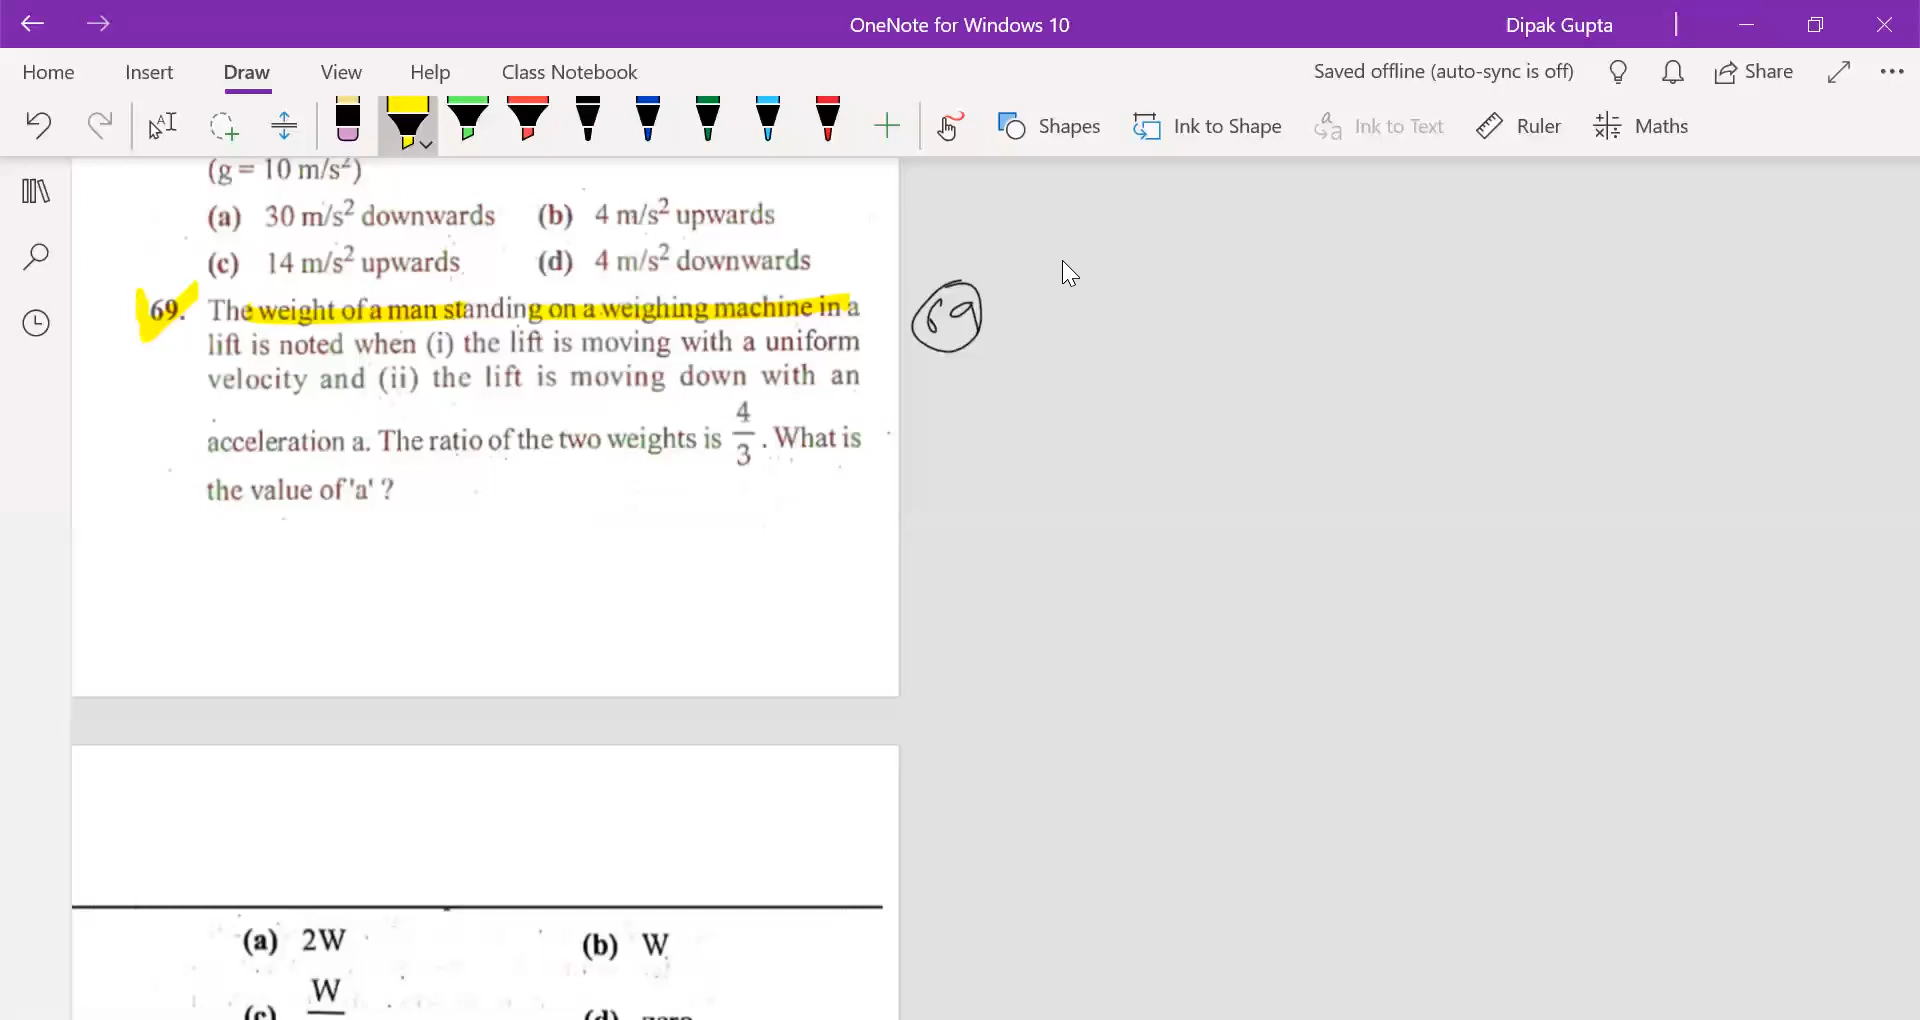 OneNote for Windows 10
Dipak Gupta
Home Insert Draw View Help Class Notebook
Saved offline (auto-sync is off) Share
Shapes Ink to Shape Ink to Text Ruler Maths
(g = 10 m/s²)
(a) 30 m/s² downwards (b) 4 m/s² upwards
(c) 14 m/s² upwards (d) 4 m/s² downwards
69. The weight of a man standing on a weighing machine in a
lift is noted when (i) the lift is moving with a uniform
velocity and (ii) the lift is moving down with an
acceleration a. The ratio of the two weights is 4/3. What is
the value of 'a' ?
69
(a) 2W (b) W
(c) W
(d) zero